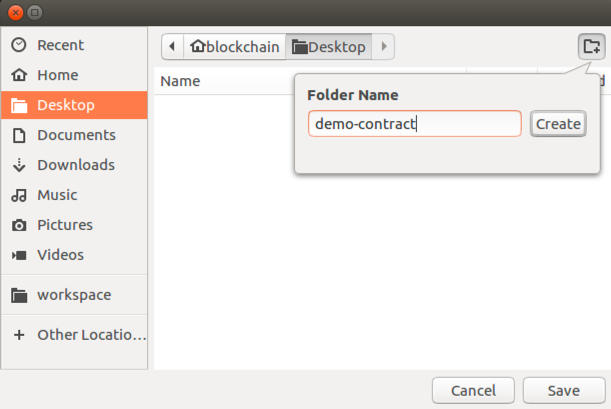 Recent
Home
Desktop
Documents
Downloads
Music
Pictures
Videos
workspace
Other Locatio...
blockchain Desktop
Name
Folder Name
demo-contract Create
Cancel Save